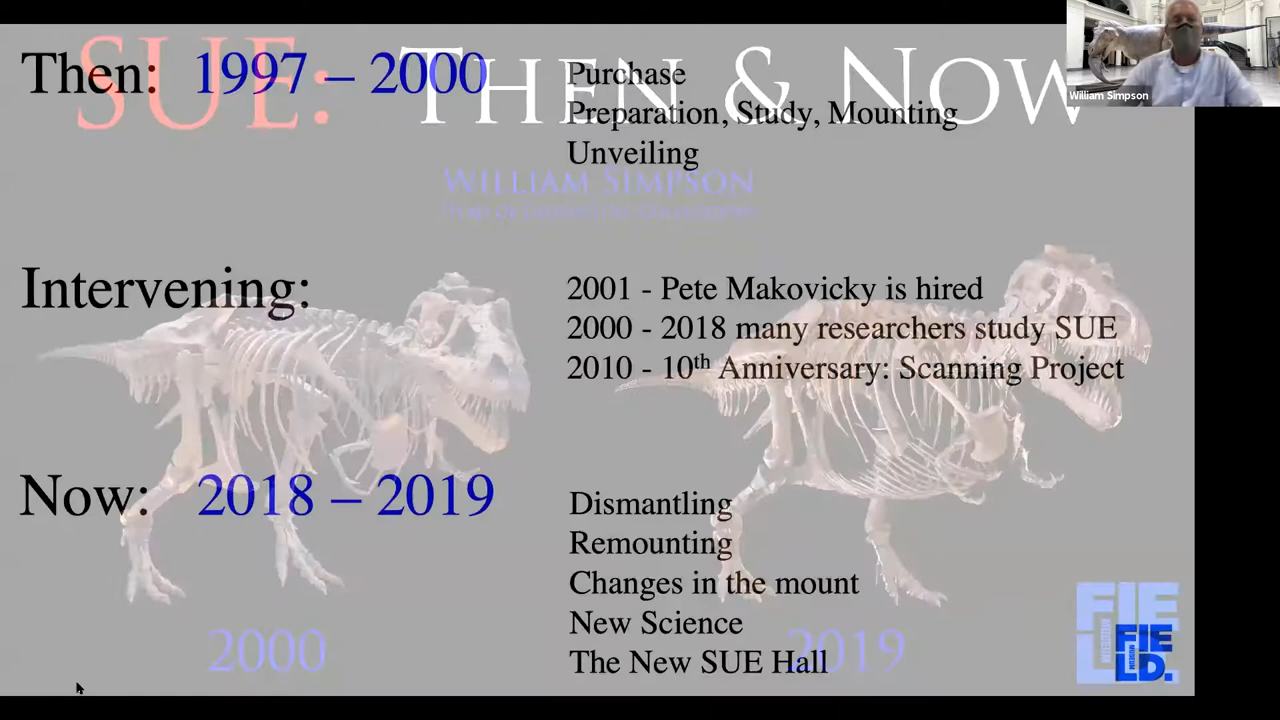 SUE: THEN & NOW
WILLIAM SIMPSON
Then: 1997 – 2000
Purchase
Preparation, Study, Mounting
Unveiling
Intervening:
2001 - Pete Makovicky is hired
2000 - 2018 many researchers study SUE
2010 - 10th Anniversary: Scanning Project
Now: 2018 – 2019
Dismantling
Remounting
Changes in the mount
New Science
The New SUE Hall
2000
2019
FIELD.
MUSEUM
William Simpson